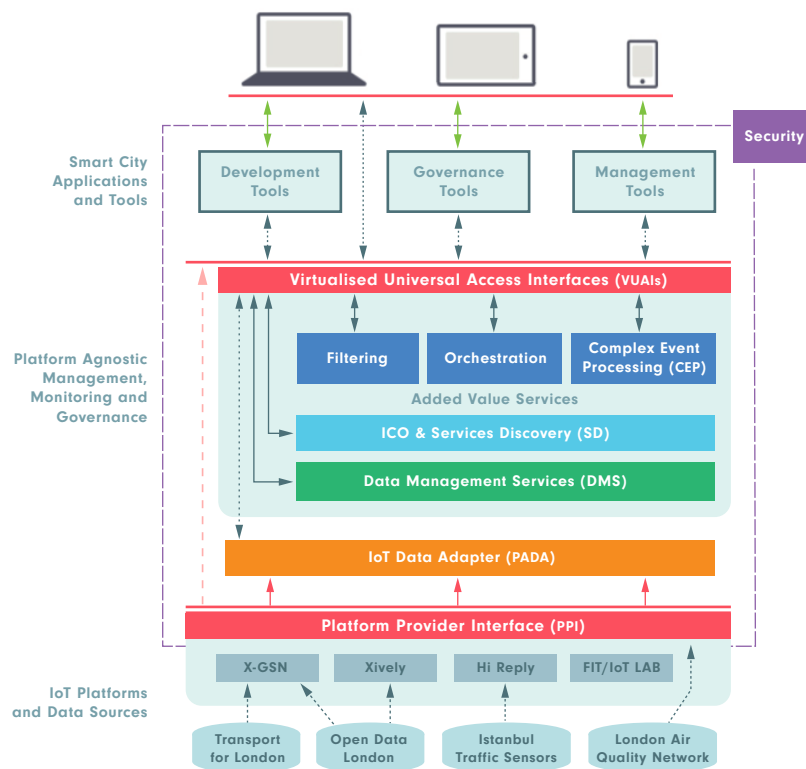 Security
Smart City
Applications
and Tools
Development
Tools
Governance
Tools
Management
Tools
Virtualised Universal Access Interfaces (VUAIs)
Platform Agnostic
Management,
Monitoring and
Governance
Filtering
Orchestration
Complex Event
Processing (CEP)
Added Value Services
ICO & Services Discovery (SD)
Data Management Services (DMS)
IoT Data Adapter (PADA)
Platform Provider Interface (PPI)
IoT Platforms
and Data Sources
X-GSN
Xively
Hi Reply
FIT/IoT LAB
Transport
for London
Open Data
London
Istanbul
Traffic Sensors
London Air
Quality Network